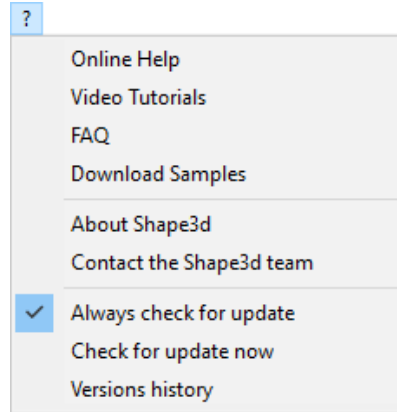 ?
Online Help
Video Tutorials
FAQ
Download Samples
About Shape3d
Contact the Shape3d team
Always check for update
Check for update now
Versions history